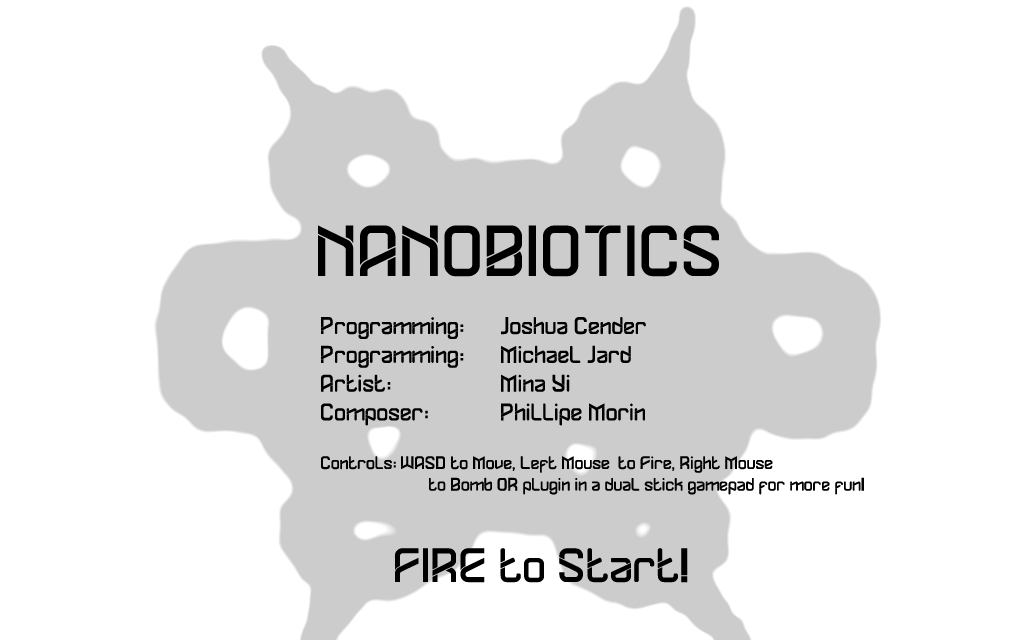 NANOBIOTICS
Programming: Joshua Cender
Programming: Michael Jard
Artist: Mina Yi
Composer: Phillipe Morin
Controls: WASD to Move, Left Mouse to Fire, Right Mouse
to Bomb OR plugin in a dual stick gamepad for more fun!
FIRE to Start!